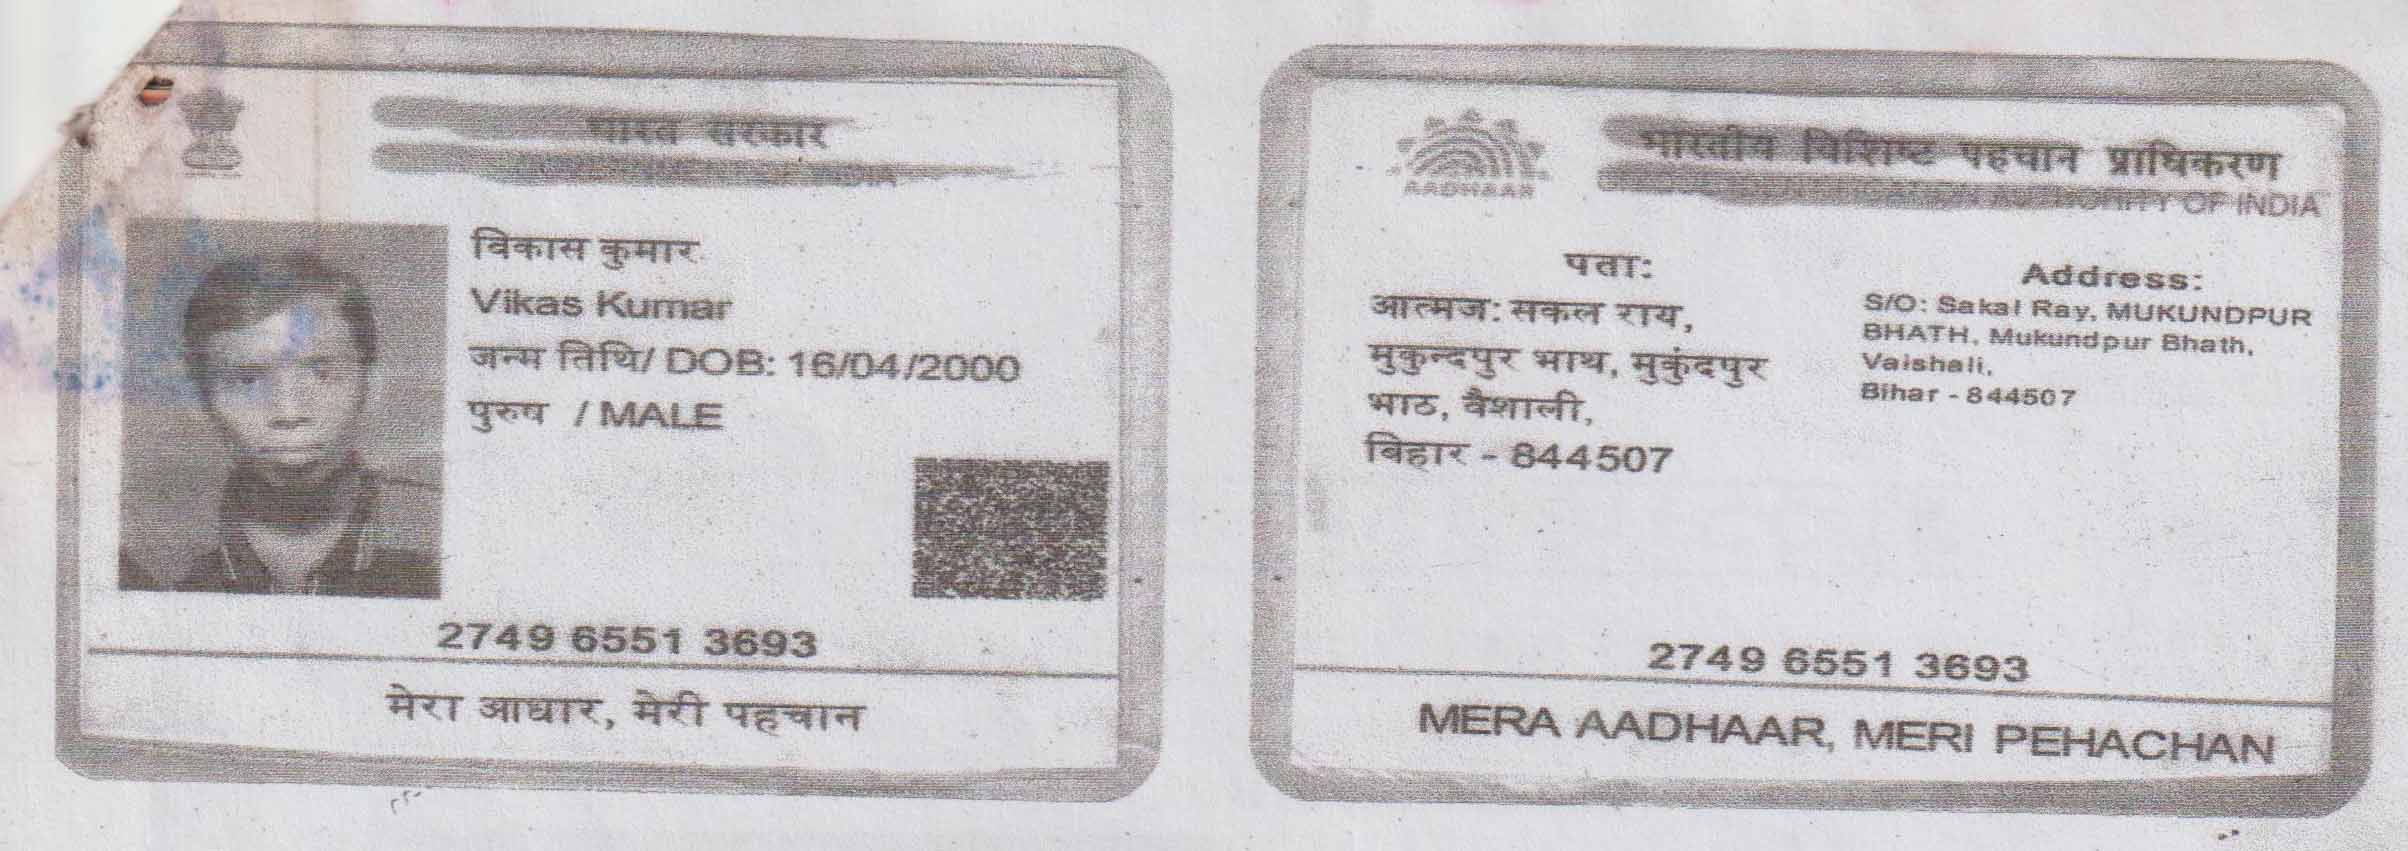 भारत सरकार
विकास कुमार
Vikas Kumar
जन्म तिथि/ DOB: 16/04/2000
पुरुष / MALE
2749 6551 3693
मेरा आधार, मेरी पहचान
AADHAAR
भारतीय विशिष्ट पहचान प्राधिकरण
AUTHORITY OF INDIA
पता:
आत्मज: सकल राय,
मुकुन्दपुर भाथ, मुकुंदपुर
भाठ, वैशाली,
बिहार - 844507
Address:
S/O: Sakal Ray, MUKUNDPUR
BHATH, Mukundpur Bhath,
Vaishali,
Bihar - 844507
2749 6551 3693
MERA AADHAAR, MERI PEHACHAN